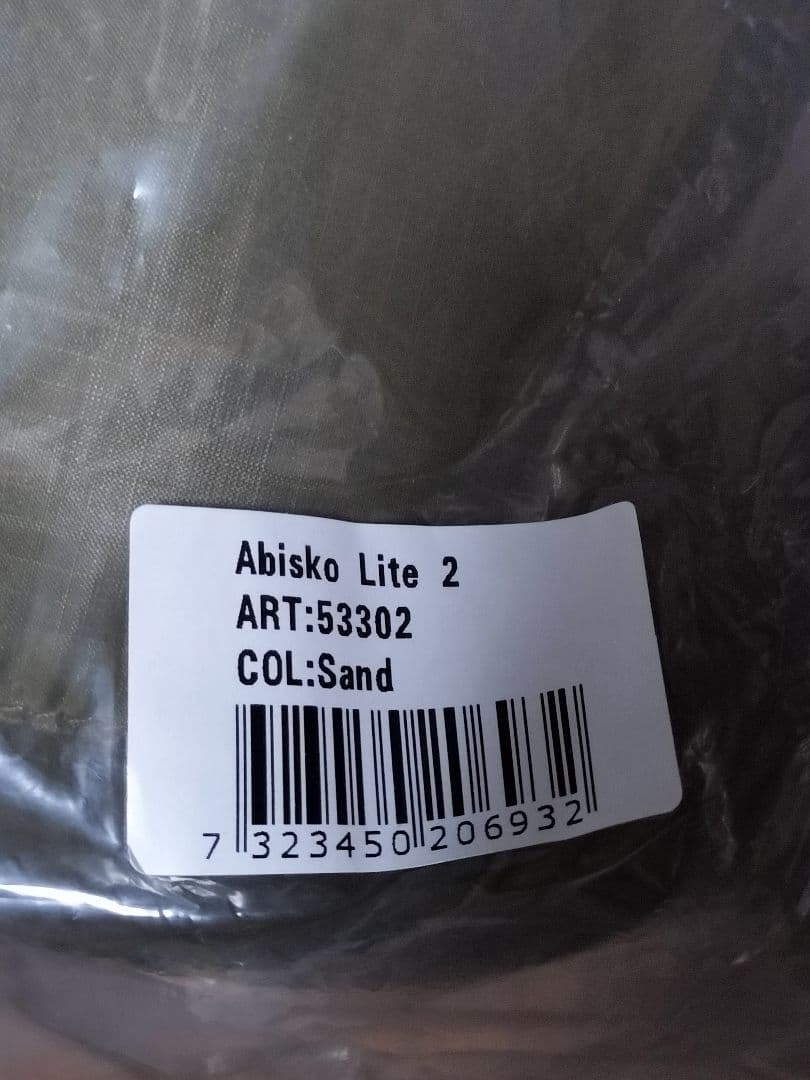 Abisko Lite 2
ART:53302
COL:Sand
7 323450 206932